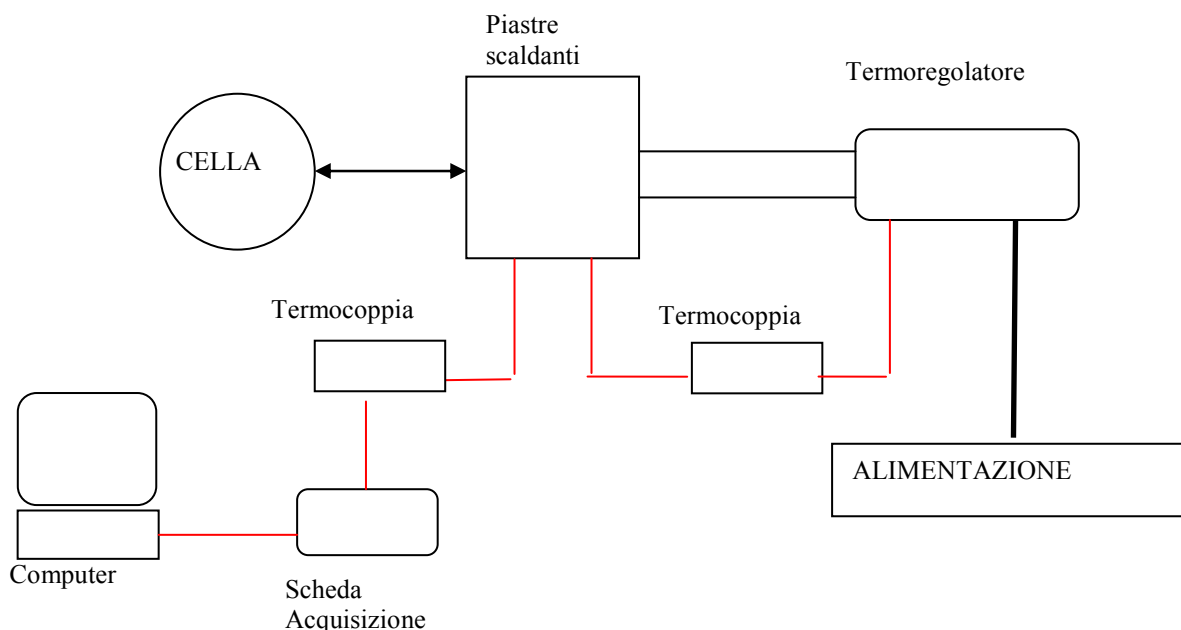 Piastre
scaldanti
Termoregolatore
CELLA
Termocoppia
Termocoppia
ALIMENTAZIONE
Computer
Scheda
Acquisizione